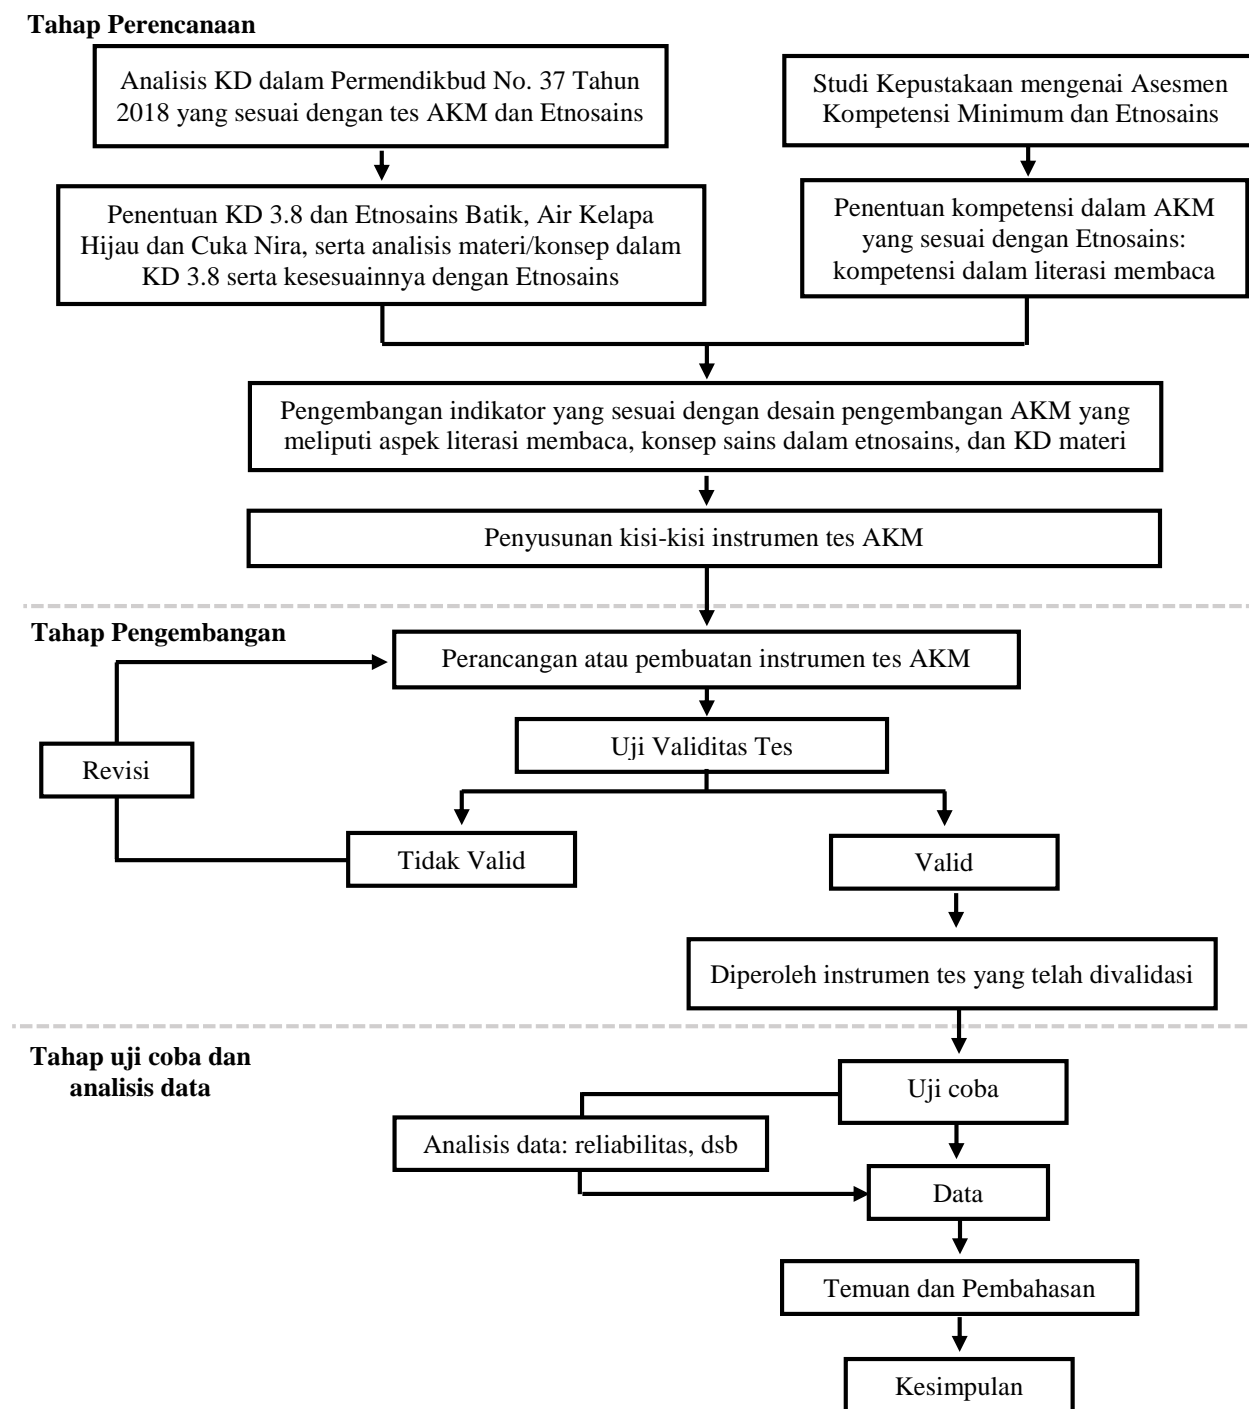 Tahap Perencanaan
Analisis KD dalam Permendikbud No. 37 Tahun
2018 yang sesuai dengan tes AKM dan Etnosains
Studi Kepustakaan mengenai Asesmen
Kompetensi Minimum dan Etnosains
Penentuan KD 3.8 dan Etnosains Batik, Air Kelapa
Hijau dan Cuka Nira, serta analisis materi/konsep dalam
KD 3.8 serta kesesuainnya dengan Etnosains
Penentuan kompetensi dalam AKM
yang sesuai dengan Etnosains:
kompetensi dalam literasi membaca
Pengembangan indikator yang sesuai dengan desain pengembangan AKM yang
meliputi aspek literasi membaca, konsep sains dalam etnosains, dan KD materi
Penyusunan kisi-kisi instrumen tes AKM
Tahap Pengembangan
Perancangan atau pembuatan instrumen tes AKM
Uji Validitas Tes
Revisi
Tidak Valid
Valid
Diperoleh instrumen tes yang telah divalidasi
Tahap uji coba dan
analisis data
Uji coba
Analisis data: reliabilitas, dsb
Data
Temuan dan Pembahasan
Kesimpulan